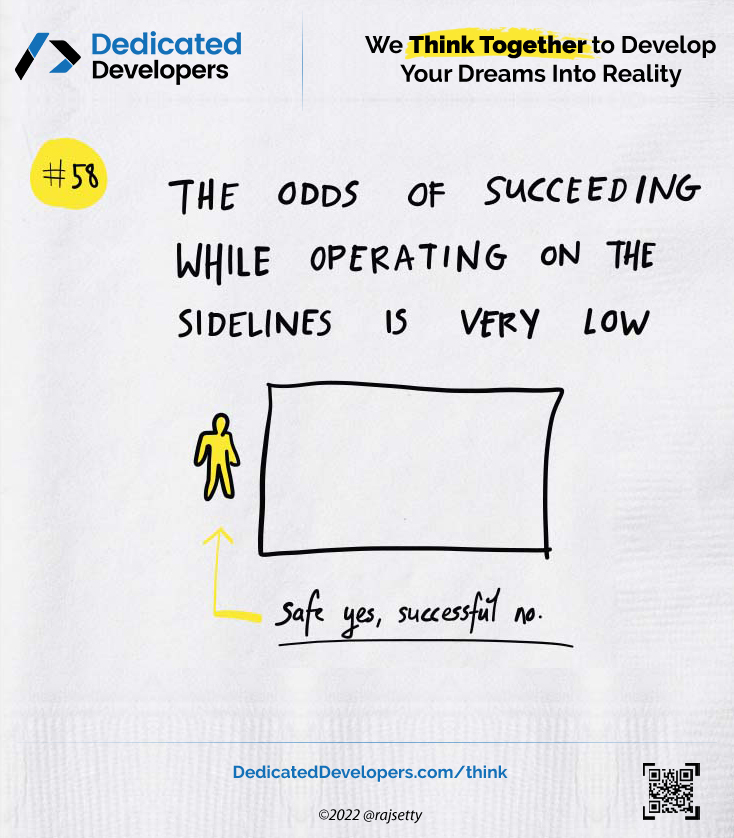 Dedicated
Developers
We Think Together to Develop
Your Dreams Into Reality
#58
THE ODDS OF SUCCEEDING
WHILE OPERATING ON THE
SIDELINES IS VERY LOW
Safe yes, successful no.
DedicatedDevelopers.com/think
©2022 @rajsetty